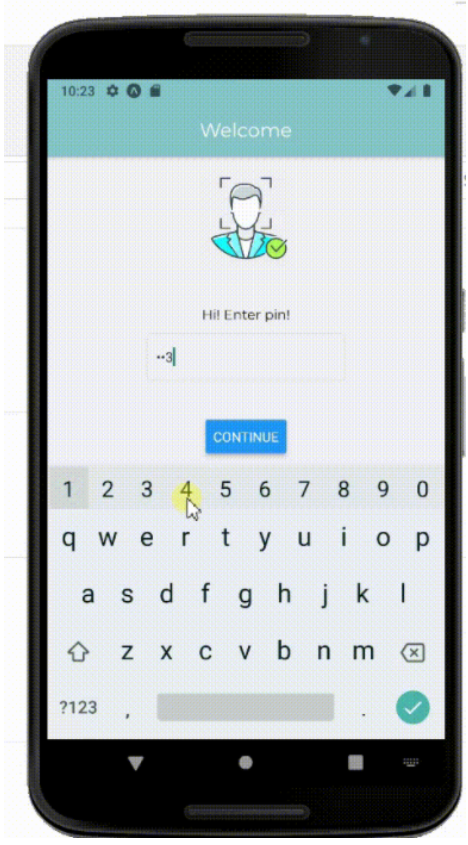 10:23
Welcome
Hi! Enter pin!
••3
CONTINUE
1 2 3 4 5 6 7 8 9 0
q w e r t y u i o p
a s d f g h j k l
z x c v b n m
?123 , .